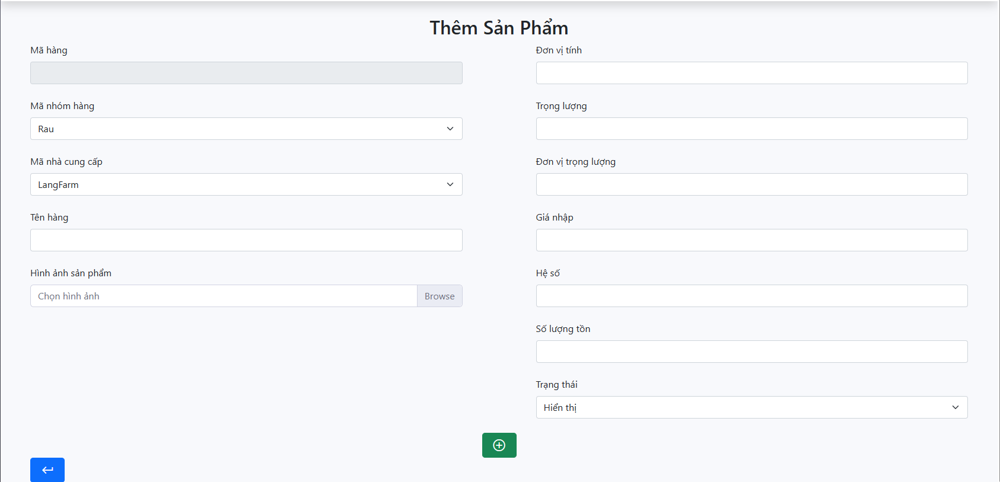 Thêm Sản Phẩm
Mã hàng
Mã nhóm hàng
Rau
Mã nhà cung cấp
LangFarm
Tên hàng
Hình ảnh sản phẩm
Chọn hình ảnh
Browse
Đơn vị tính
Trọng lượng
Đơn vị trọng lượng
Giá nhập
Hệ số
Số lượng tồn
Trạng thái
Hiển thị